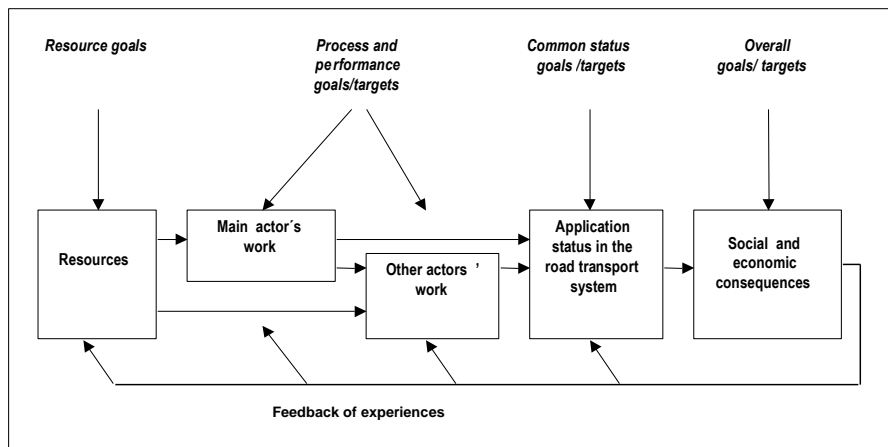 Resource goals
Process and
performance
goals/targets
Common status
goals /targets
Overall
goals/ targets
Resources
Main actor´s
work
Other actors ’
work
Application
status in the
road transport
system
Social and
economic
consequences
Feedback of experiences